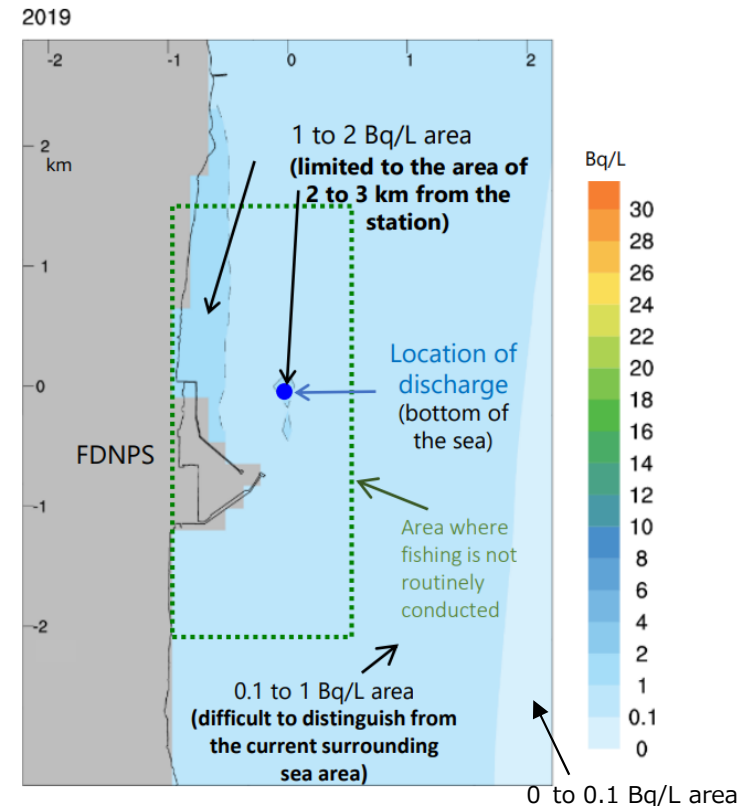 2019
-2
-1
0
1
2
2
km
1
0
-1
-2
1 to 2 Bq/L area
(limited to the area of
2 to 3 km from the
station)
Location of
discharge
(bottom of
the sea)
FDNPS
Area where
fishing is not
routinely
conducted
0.1 to 1 Bq/L area
(difficult to distinguish from
the current surrounding
sea area)
0 to 0.1 Bq/L area
Bq/L
30
28
26
24
22
20
18
16
14
12
10
8
6
4
2
1
0.1
0